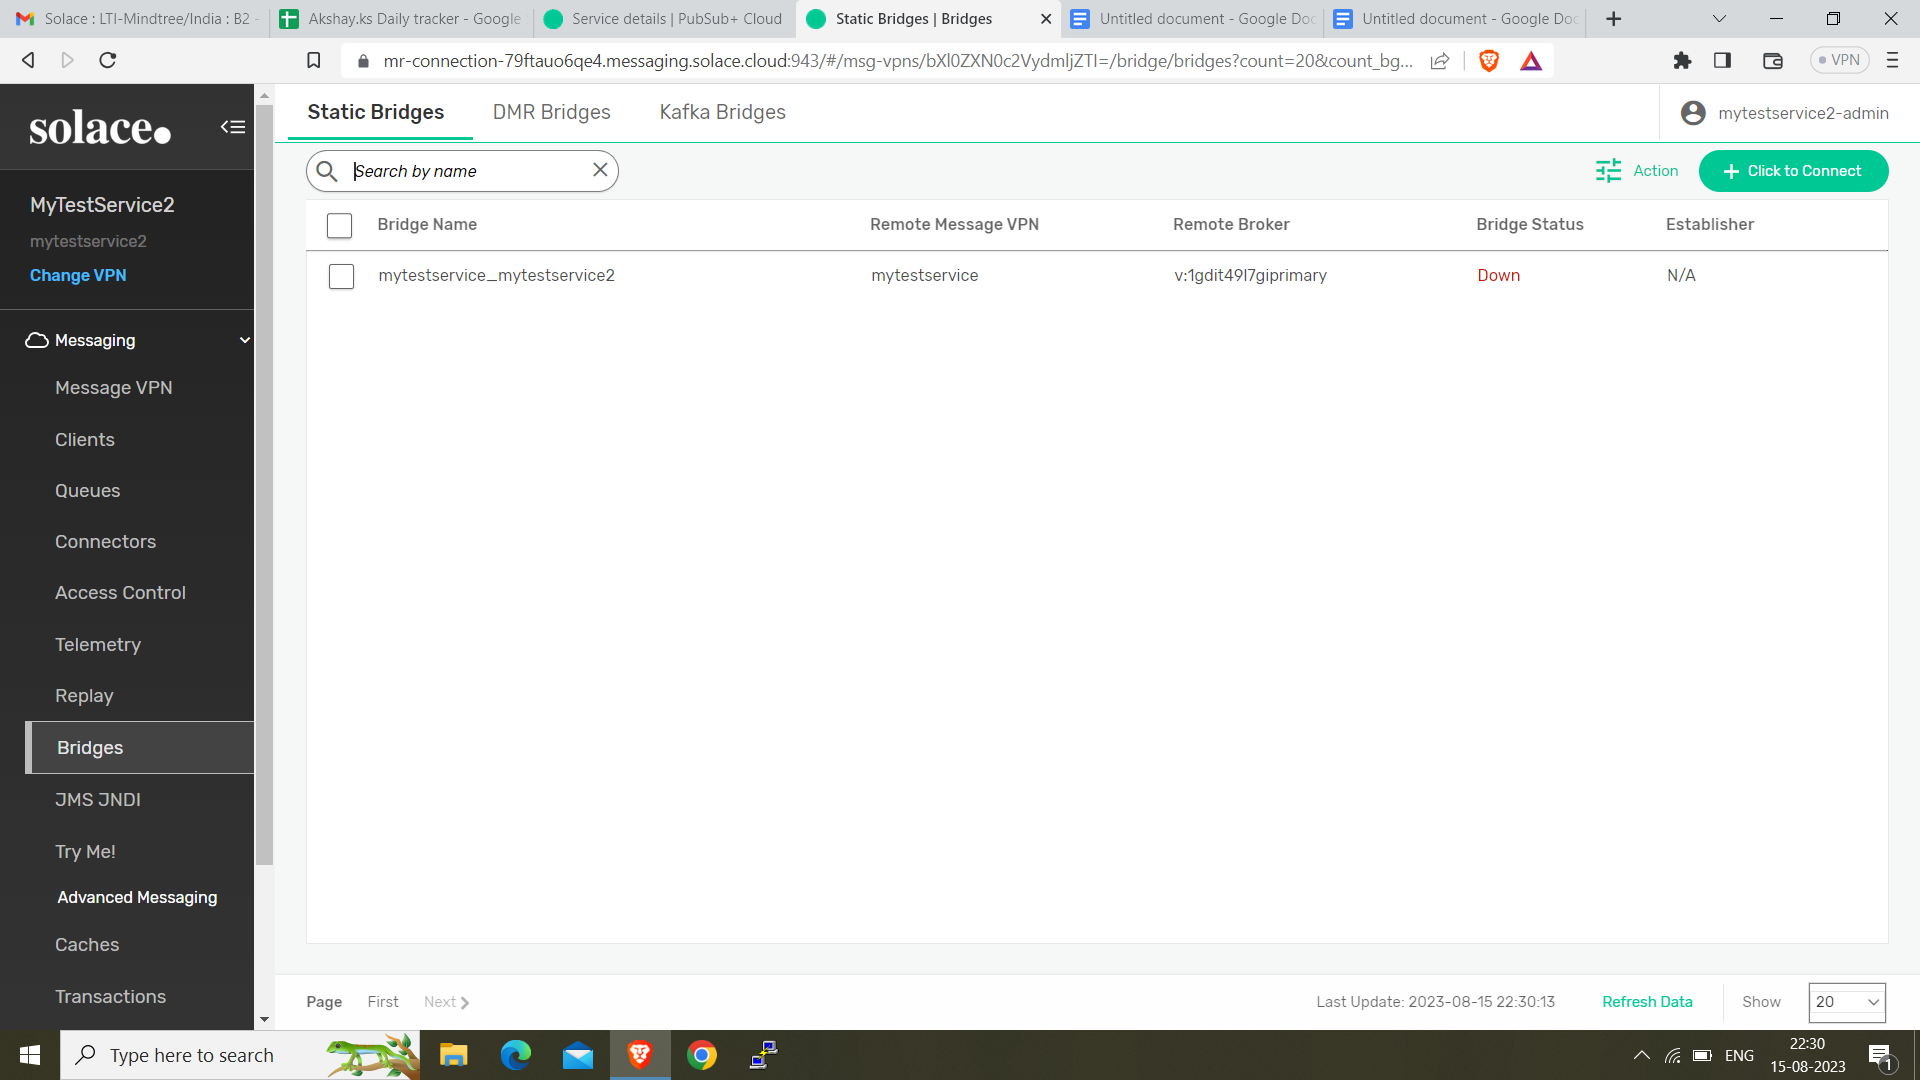 Solace : LTI-Mindtree/India : B2 -
Akshay.ks Daily tracker - Google
Service details | PubSub+ Cloud
Static Bridges | Bridges
Untitled document - Google Doc
Untitled document - Google Doc
mr-connection-79ftauo6qe4.messaging.solace.cloud:943/#/msg-vpns/bXl0ZXN0c2VydmljZTI=/bridge/bridges?count=20&count_bg...
VPN
solace.
Static Bridges
DMR Bridges
Kafka Bridges
mytestservice2-admin
Search by name
Action
+ Click to Connect
MyTestService2
mytestservice2
Change VPN
Bridge Name
Remote Message VPN
Remote Broker
Bridge Status
Establisher
mytestservice_mytestservice2
mytestservice
v:1gdit49l7giprimary
Down
N/A
Messaging
Message VPN
Clients
Queues
Connectors
Access Control
Telemetry
Replay
Bridges
JMS JNDI
Try Me!
Advanced Messaging
Caches
Transactions
Page
First
Next
Last Update: 2023-08-15 22:30:13
Refresh Data
Show
20
Type here to search
ENG
22:30
15-08-2023
1